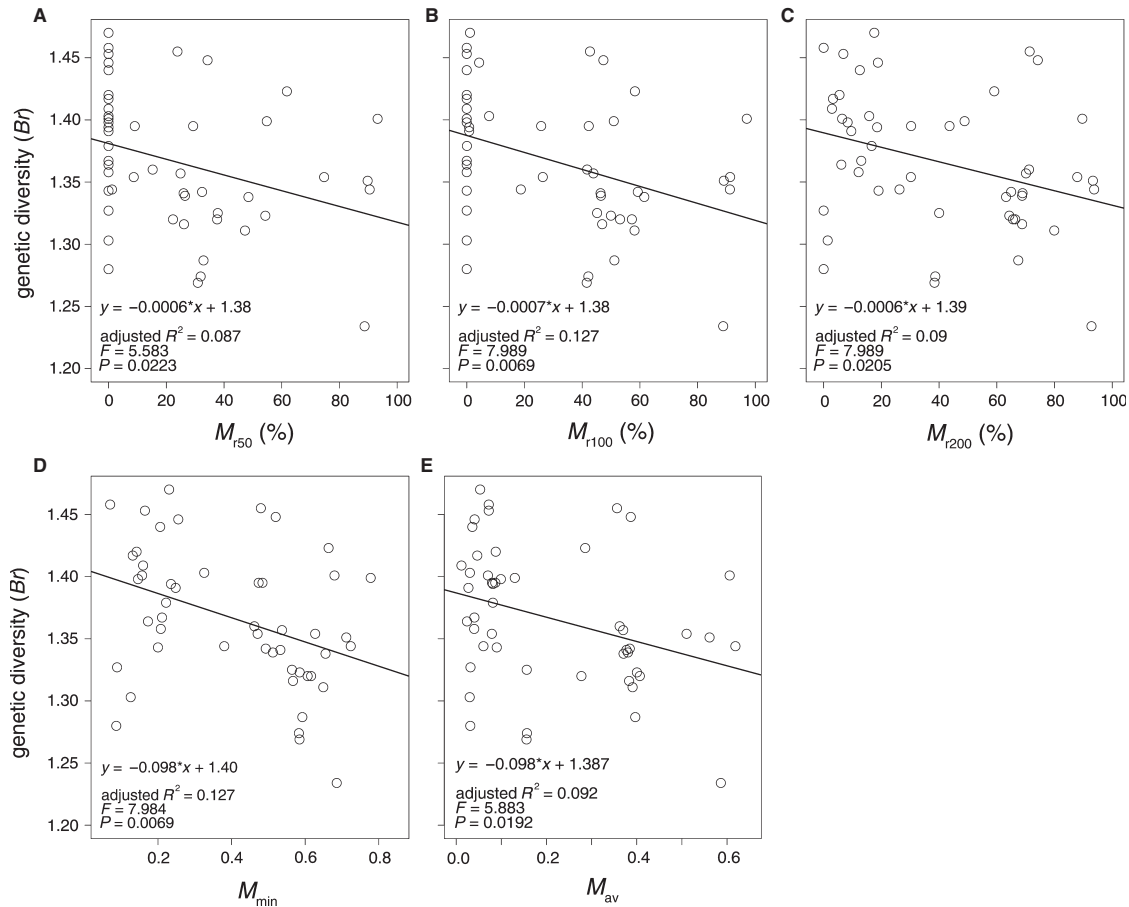 A
B
C
genetic diversity (Br)
1.45
1.40
1.35
1.30
1.25
1.20
y = −0.0006*x + 1.38
adjusted R² = 0.087
F = 5.583
P = 0.0223
0 20 40 60 80 100
Mr50 (%)
y = −0.0007*x + 1.38
adjusted R² = 0.127
F = 7.989
P = 0.0069
0 20 40 60 80 100
Mr100 (%)
y = −0.0006*x + 1.39
adjusted R² = 0.09
F = 7.989
P = 0.0205
0 20 40 60 80 100
Mr200 (%)
D
E
genetic diversity (Br)
1.45
1.40
1.35
1.30
1.25
1.20
y = −0.098*x + 1.40
adjusted R² = 0.127
F = 7.984
P = 0.0069
0.2 0.4 0.6 0.8
Mmin
y = −0.098*x + 1.387
adjusted R² = 0.092
F = 5.883
P = 0.0192
0.0 0.2 0.4 0.6
Mav